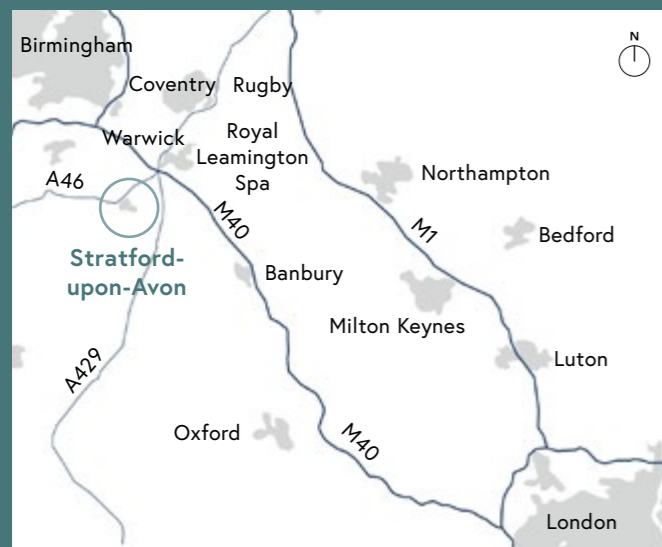 Birmingham
N
Coventry
Rugby
Warwick
Royal
Leamington
Spa
A46
Northampton
M40
M1
Bedford
Stratford-
upon-Avon
Banbury
Milton Keynes
A429
Luton
Oxford
M40
London